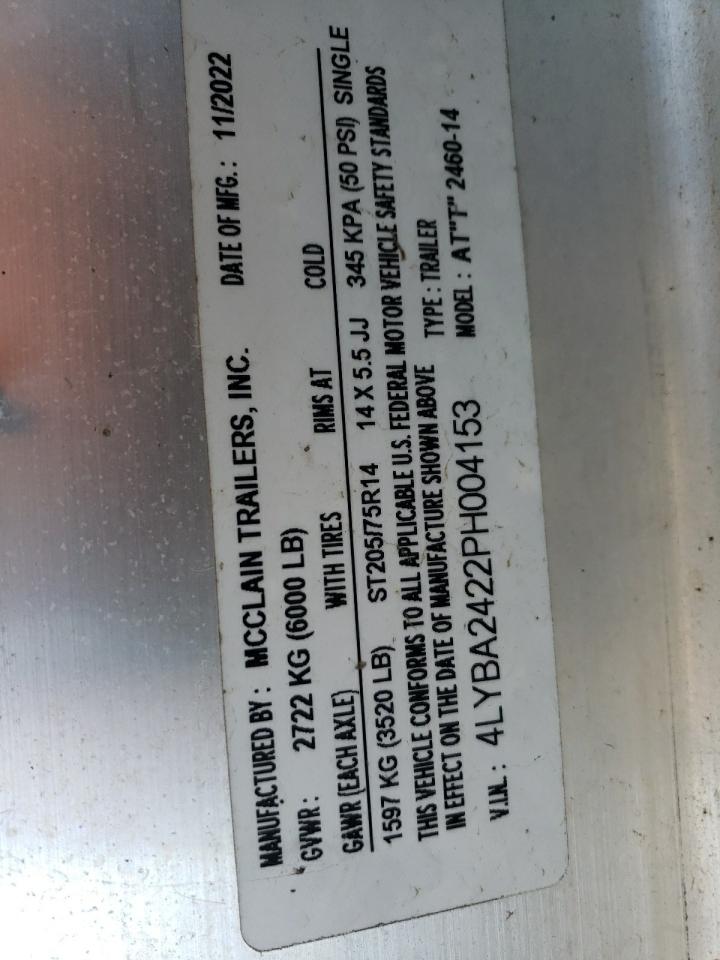 MANUFACTURED BY: MCCLAIN TRAILERS, INC. DATE OF MFG.: 11/2022
GVWR: 2722 KG (6000 LB)
GAWR (EACH AXLE) WITH TIRES RIMS AT COLD
1597 KG (3520 LB) ST205/75R14 14 X 5.5 JJ 345 KPA (50 PSI) SINGLE
THIS VEHICLE CONFORMS TO ALL APPLICABLE U.S. FEDERAL MOTOR VEHICLE SAFETY STANDARDS
IN EFFECT ON THE DATE OF MANUFACTURE SHOWN ABOVE TYPE: TRAILER
V.I.N.: 4LYBA2422PH004153 MODEL: AT"T" 2460-14